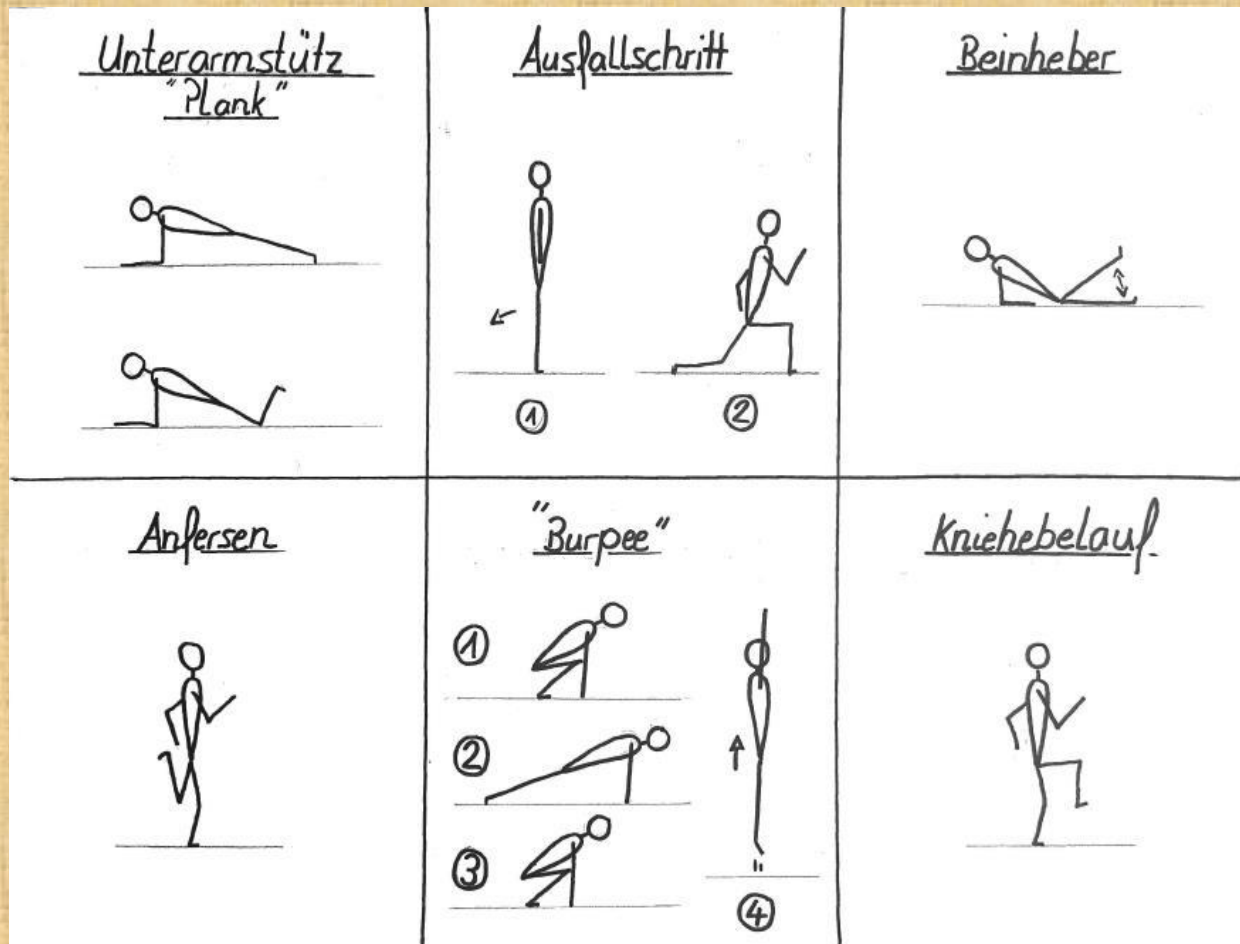 Unterarmstütz
"Plank"
Ausfallschritt
① ②
Beinheber
Anfersen
"Burpee"
①
②
③
④
Kniehebelauf.